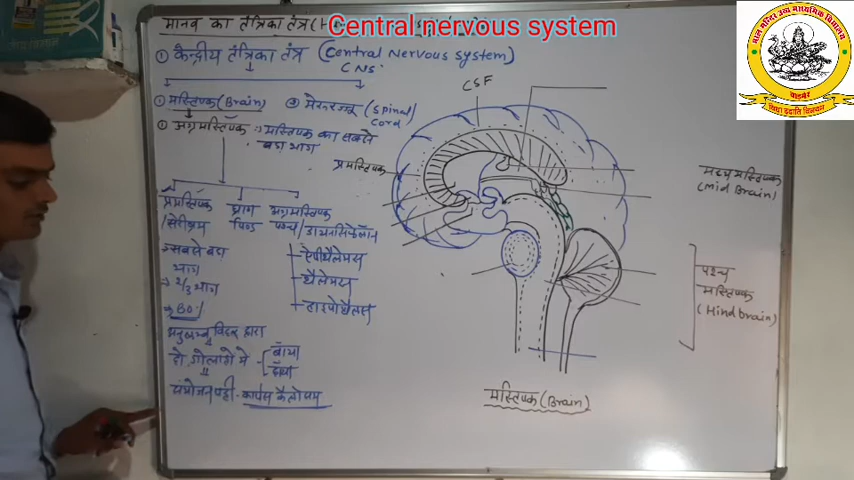 Central nervous system
मानव का तंत्रिका तंत्र
① केन्द्रीय तंत्रिका तंत्र (Central Nervous System)
CNS
① मस्तिष्क (Brain) ② मेरुरज्जू (Spinal Cord)
① अग्रमस्तिष्क → मस्तिष्क का सबसे
बड़ा भाग
CSF
प्रमस्तिष्क
प्रमस्तिष्क घ्राण अग्रमस्तिष्क
/सेरीब्रम पिण्ड पश्च/डायनसिफेलॉन
→ सबसे बड़ा
भाग
→ 2/3 भाग
→ 80%
एपीथैलेमस
थैलेमस
हाइपोथैलेमस
अनुलम्ब विदर द्वारा
दो गोलार्द्धो में
बाँया
दाँया
संयोजन पट्टी - कार्पस कैलोसम
मध्य मस्तिष्क
(Mid Brain)
पश्च
मस्तिष्क
(Hind brain)
मस्तिष्क (Brain)